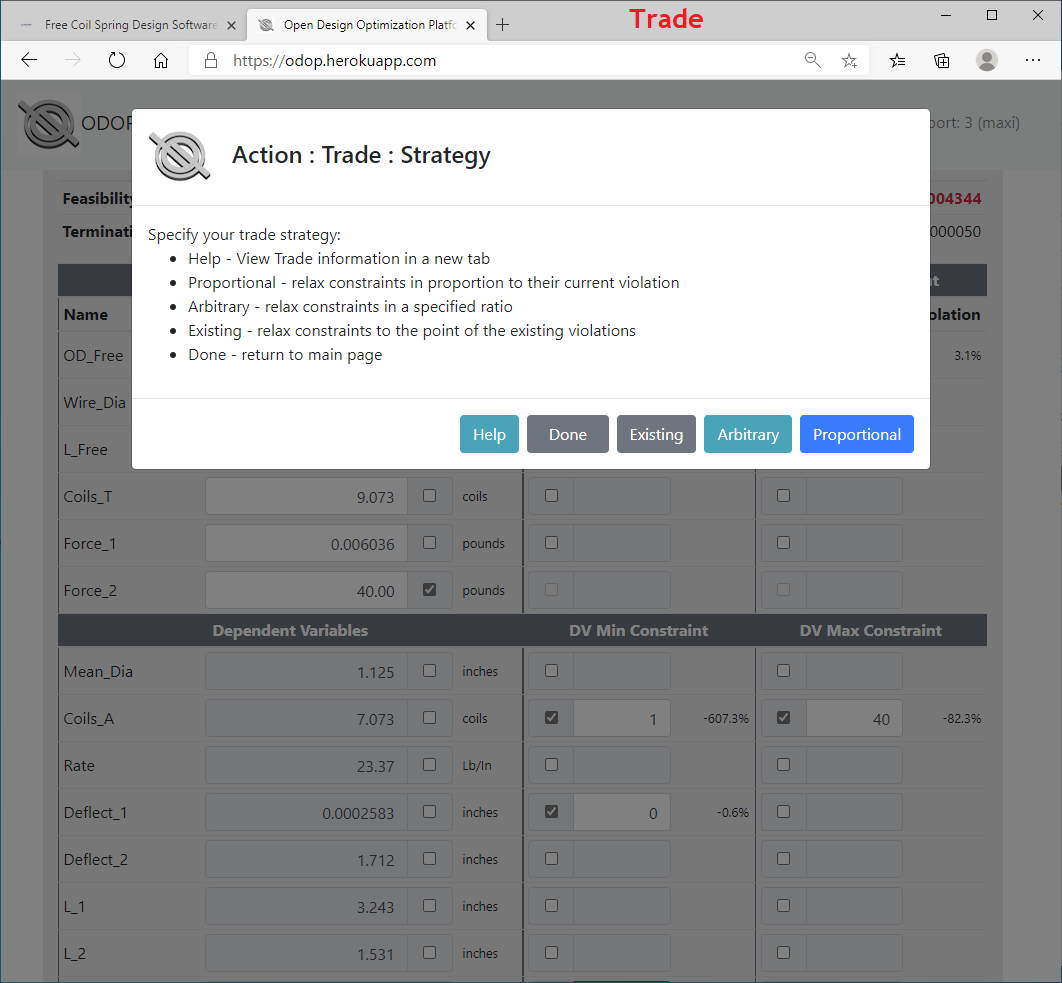 Trade
Free Coil Spring Design Software
Open Design Optimization Platfo
https://odop.herokuapp.com
ODOP
port: 3 (maxi)
Action : Trade : Strategy
Feasibility
004344
Terminati
000050
Specify your trade strategy:
• Help - View Trade information in a new tab
• Proportional - relax constraints in proportion to their current violation
• Arbitrary - relax constraints in a specified ratio
• Existing - relax constraints to the point of the existing violations
• Done - return to main page
Help Done Existing Arbitrary Proportional
Name olation
OD_Free 3.1%
Wire_Dia
L_Free
Coils_T 9.073 coils
Force_1 0.006036 pounds
Force_2 40.00 pounds
Dependent Variables DV Min Constraint DV Max Constraint
Mean_Dia 1.125 inches
Coils_A 7.073 coils 1 -607.3% 40 -82.3%
Rate 23.37 Lb/In
Deflect_1 0.0002583 inches 0 -0.6%
Deflect_2 1.712 inches
L_1 3.243 inches
L_2 1.531 inches